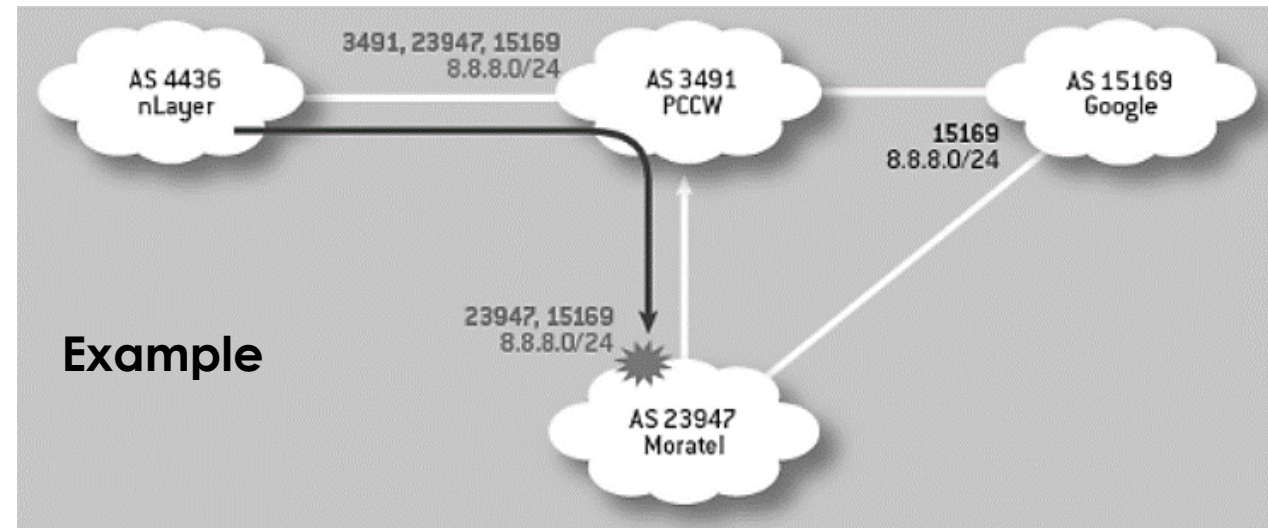 3491, 23947, 15169
8.8.8.0/24
AS 4436
nLayer
AS 3491
PCCW
AS 15169
Google
15169
8.8.8.0/24
23947, 15169
8.8.8.0/24
Example
AS 23947
Moratel